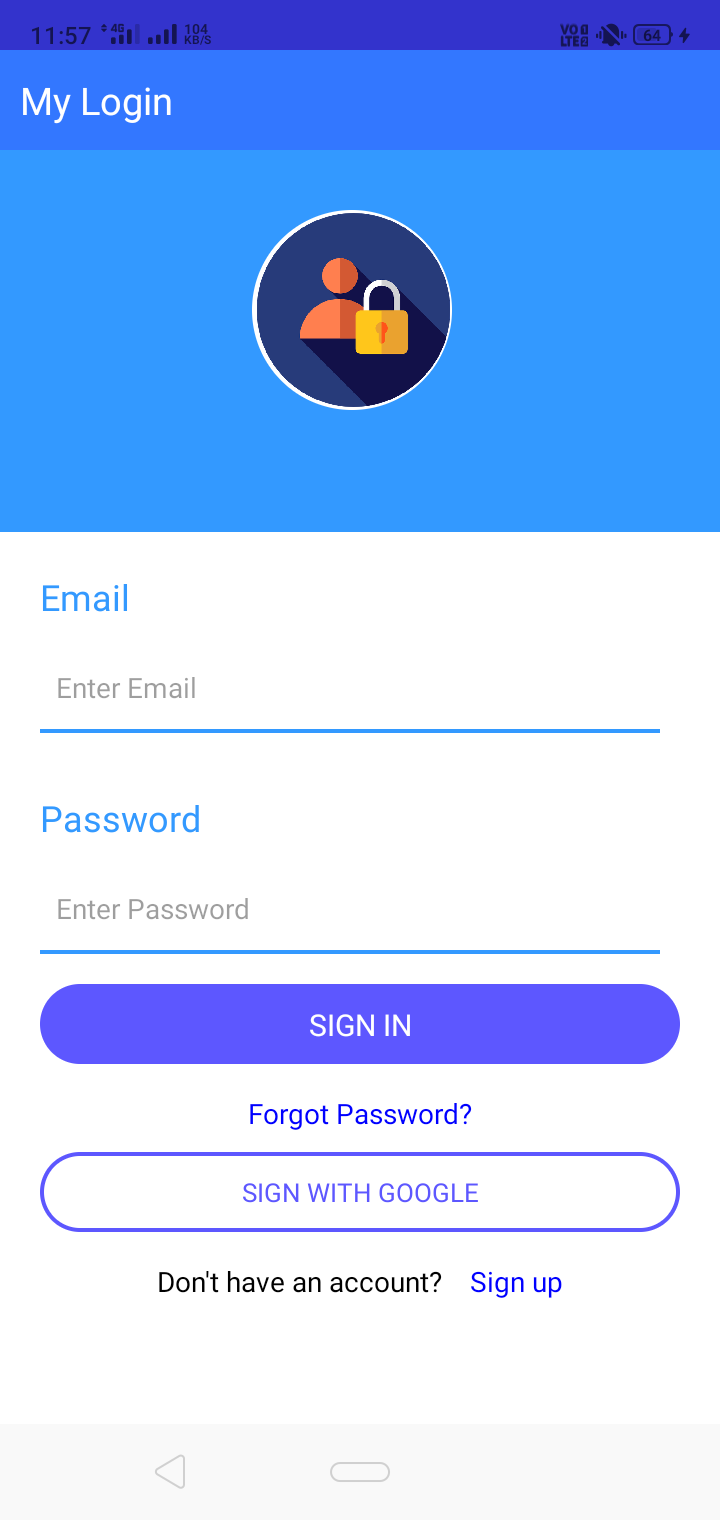 11:57 4G 104 KB/S VO LTE 64
My Login
Email
Enter Email
Password
Enter Password
SIGN IN
Forgot Password?
SIGN WITH GOOGLE
Don't have an account? Sign up